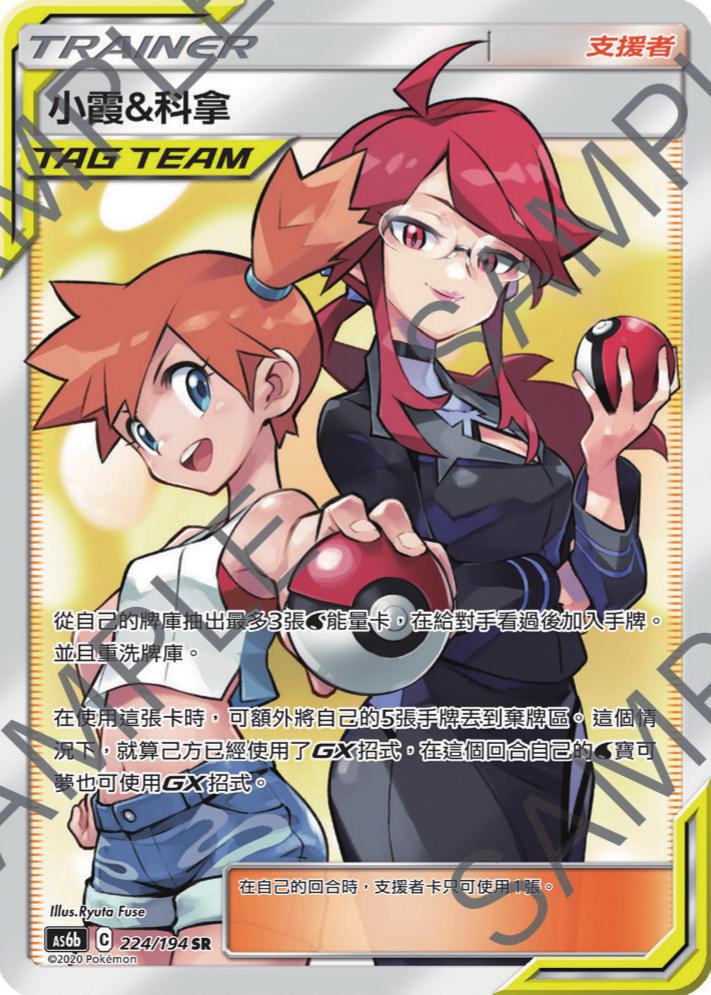 TRAINER
支援者
小霞&科拿
TAG TEAM
從自己的牌庫抽出最多3張能量卡，在給對手看過後加入手牌。
並且重洗牌庫。
在使用這張卡時，可額外將自己的5張手牌丟到棄牌區。這個情
況下，就算己方已經使用了GX招式，在這個回合自己的寶可
夢也可使用GX招式。
在自己的回合時，支援者卡只可使用1張。
Illus.Ryuta Fuse
AS6b C 224/194 SR
©2020 Pokémon
SAMPLE
SAMPLE
SAMPLE
SAMPLE
SAMPLE
SAMPLE